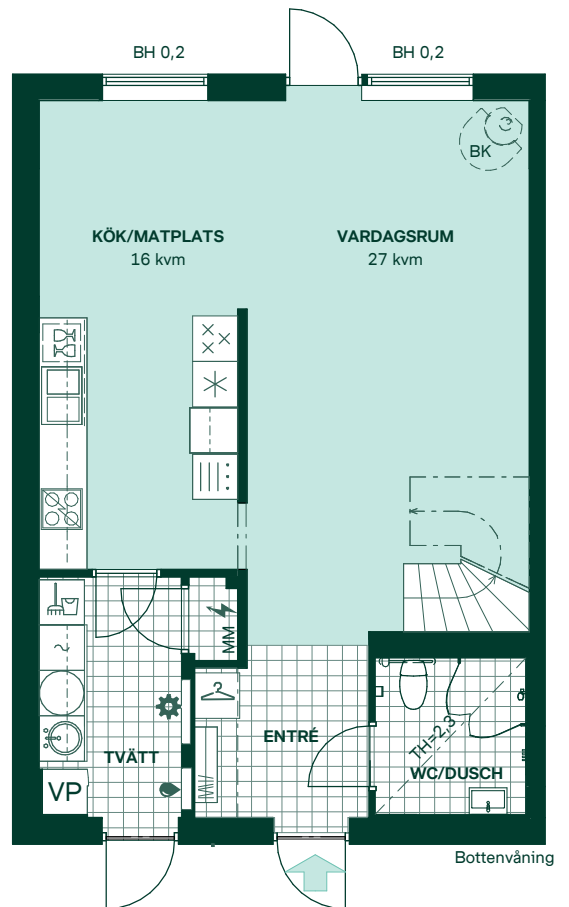 BH 0,2
BH 0,2
BK
KÖK/MATPLATS
16 kvm
VARDAGSRUM
27 kvm
MM
ENTRÉ
TH=2,3
TVÄTT
WC/DUSCH
VP
Bottenvåning